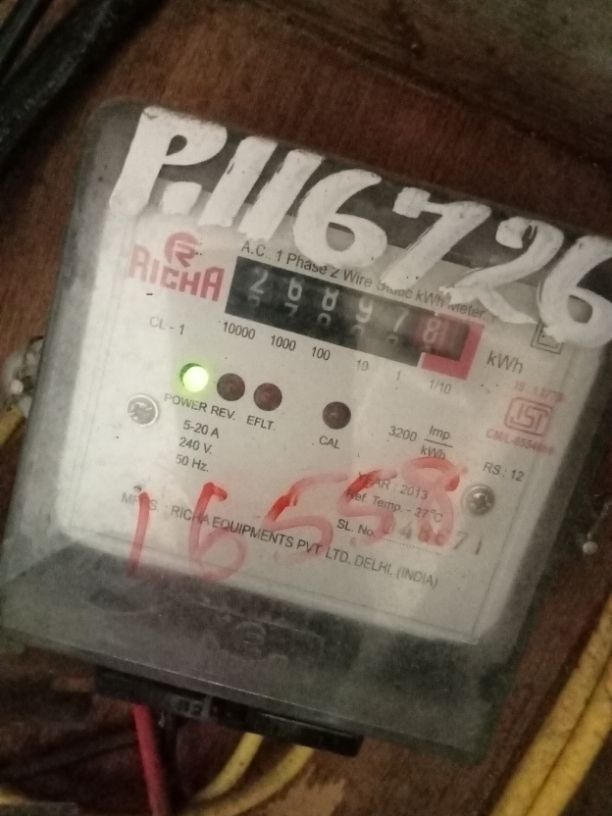 P.116726
RICHA
A.C. 1 Phase 2 Wire Static kWh Meter
CL - 1
10000 1000 100 10 1 1/10
kWh
POWER REV. EFLT. CAL
5-20 A
240 V.
50 Hz.
3200 Imp. kWh
RS : 12
YEAR : 2013
Ref. Temp. - 27°C
SL. No.
MFRS : RICHA EQUIPMENTS PVT. LTD. DELHI. (INDIA)
16558